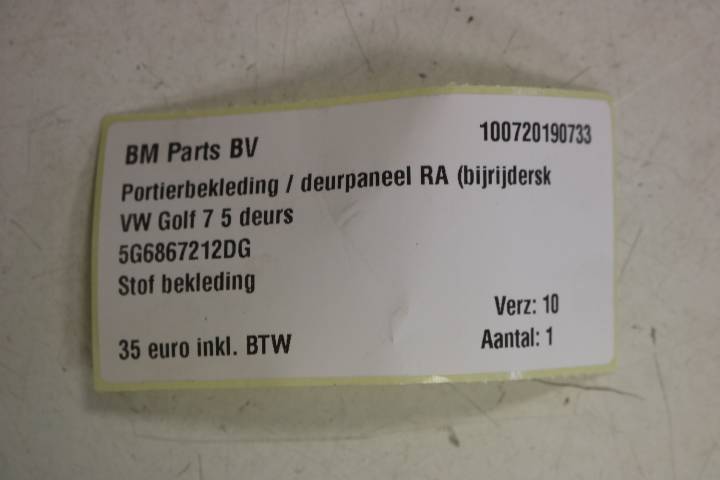 BM Parts BV 100720190733
Portierbekleding / deurpaneel RA (bijrijdersk
VW Golf 7 5 deurs
5G6867212DG
Stof bekleding
Verz: 10
35 euro inkl. BTW Aantal: 1